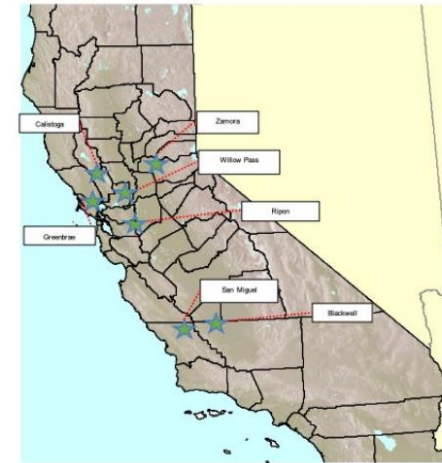 Zamora
Calistoga
Willow Pass
Ripon
Greenbrae
San Miguel
Blackwell